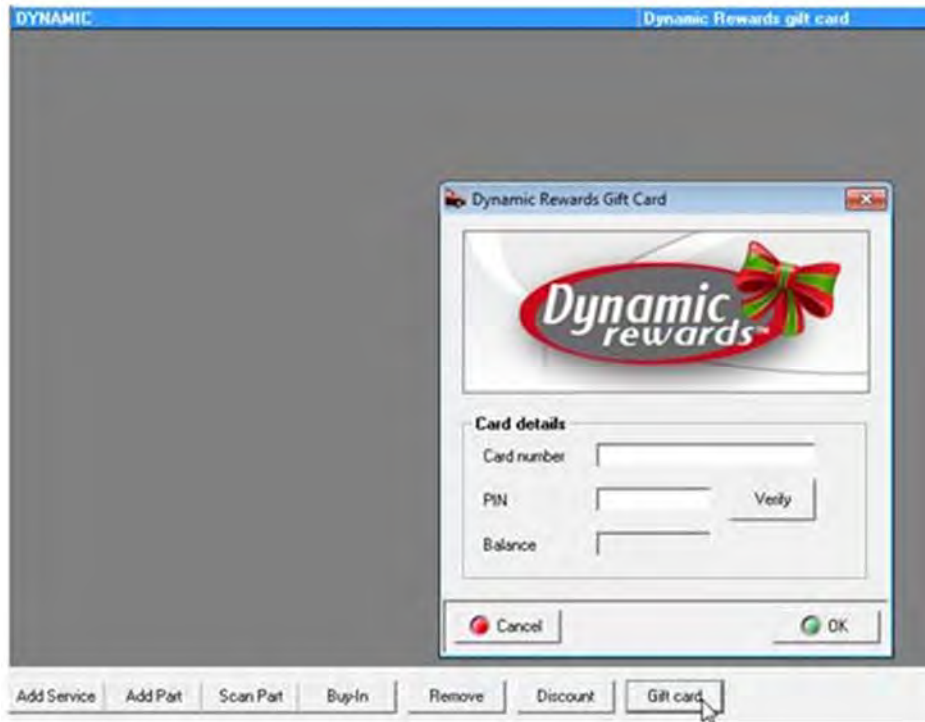 DYNAMIC Dynamic Rewards gift card
Dynamic Rewards Gift Card
Dynamic
rewards™
Card details
Card number
PIN Verify
Balance
Cancel OK
Add Service Add Part Scan Part Buy-In Remove Discount Gift card